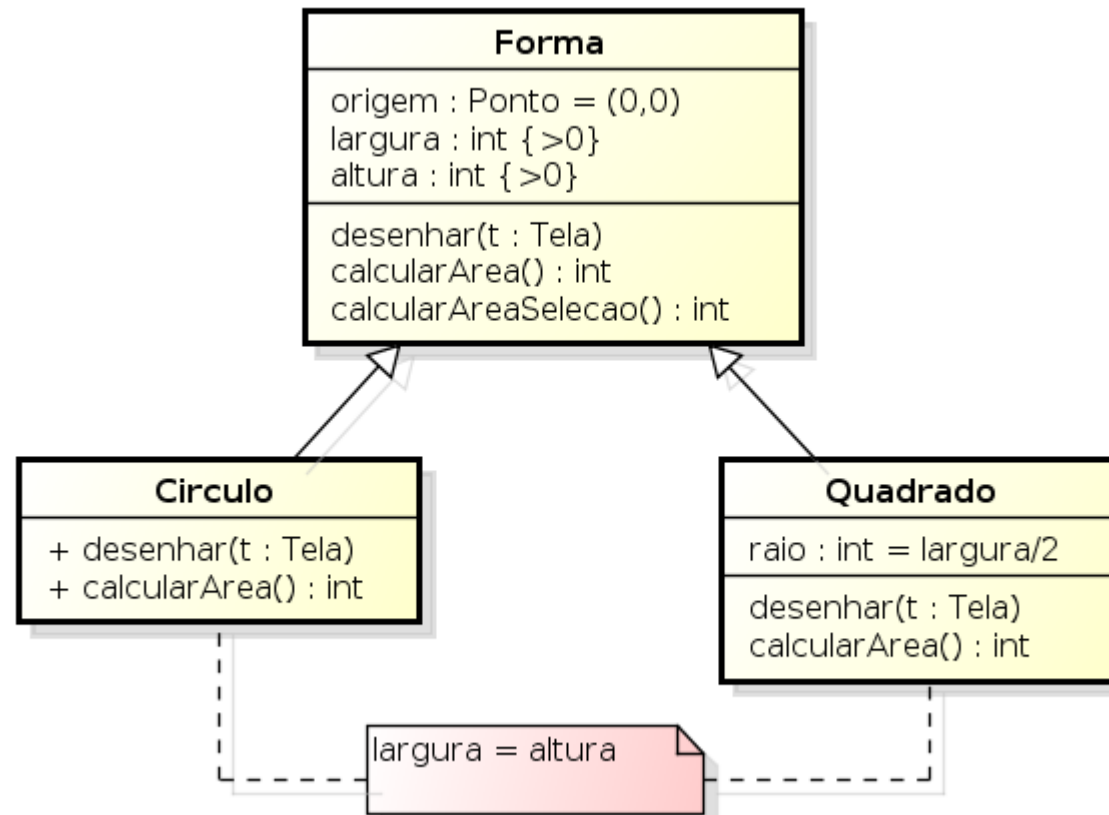 Forma
origem : Ponto = (0,0)
largura : int { >0}
altura : int { >0}
desenhar(t : Tela)
calcularArea() : int
calcularAreaSelecao() : int
Circulo
+ desenhar(t : Tela)
+ calcularArea() : int
Quadrado
raio : int = largura/2
desenhar(t : Tela)
calcularArea() : int
largura = altura